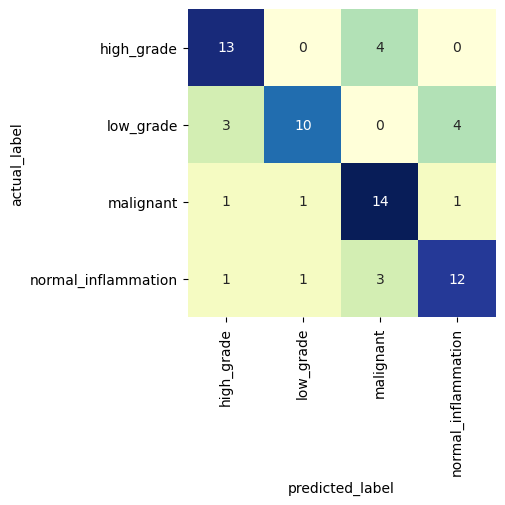 high_grade 13 0 4 0
low_grade 3 10 0 4
malignant 1 1 14 1
normal_inflammation 1 1 3 12
actual_label
high_grade low_grade malignant normal_inflammation
predicted_label